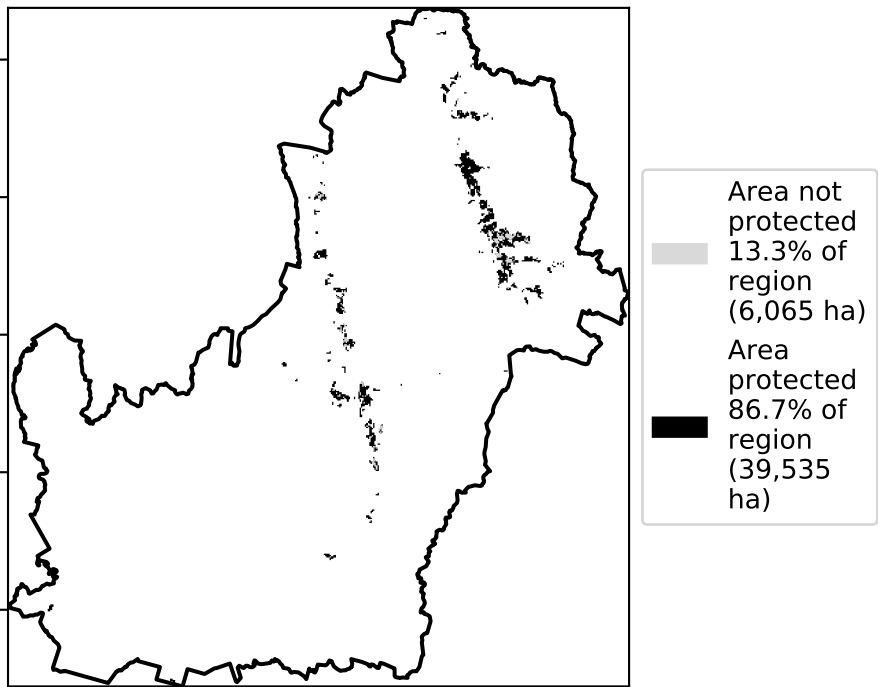 Area not
protected
13.3% of
region
(6,065 ha)
Area
protected
86.7% of
region
(39,535
ha)